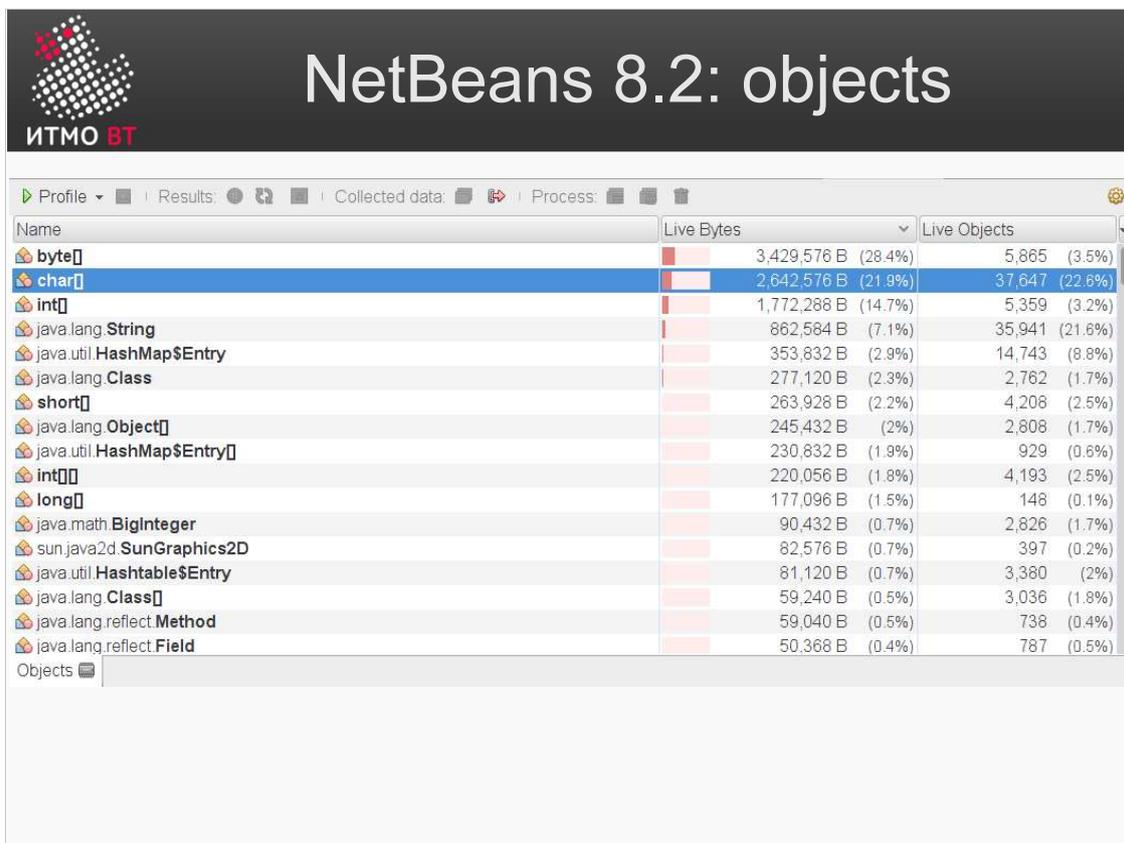 NetBeans 8.2: objects
ИТМО ВТ
Profile Results: Collected data: Process:
Name Live Bytes Live Objects
byte[] 3,429,576 B (28.4%) 5,865 (3.5%)
char[] 2,642,576 B (21.9%) 37,647 (22.6%)
int[] 1,772,288 B (14.7%) 5,359 (3.2%)
java.lang.String 862,584 B (7.1%) 35,941 (21.6%)
java.util.HashMap$Entry 353,832 B (2.9%) 14,743 (8.8%)
java.lang.Class 277,120 B (2.3%) 2,762 (1.7%)
short[] 263,928 B (2.2%) 4,208 (2.5%)
java.lang.Object[] 245,432 B (2%) 2,808 (1.7%)
java.util.HashMap$Entry[] 230,832 B (1.9%) 929 (0.6%)
int[][] 220,056 B (1.8%) 4,193 (2.5%)
long[] 177,096 B (1.5%) 148 (0.1%)
java.math.BigInteger 90,432 B (0.7%) 2,826 (1.7%)
sun.java2d.SunGraphics2D 82,576 B (0.7%) 397 (0.2%)
java.util.Hashtable$Entry 81,120 B (0.7%) 3,380 (2%)
java.lang.Class[] 59,240 B (0.5%) 3,036 (1.8%)
java.lang.reflect.Method 59,040 B (0.5%) 738 (0.4%)
java.lang.reflect.Field 50,368 B (0.4%) 787 (0.5%)
Objects